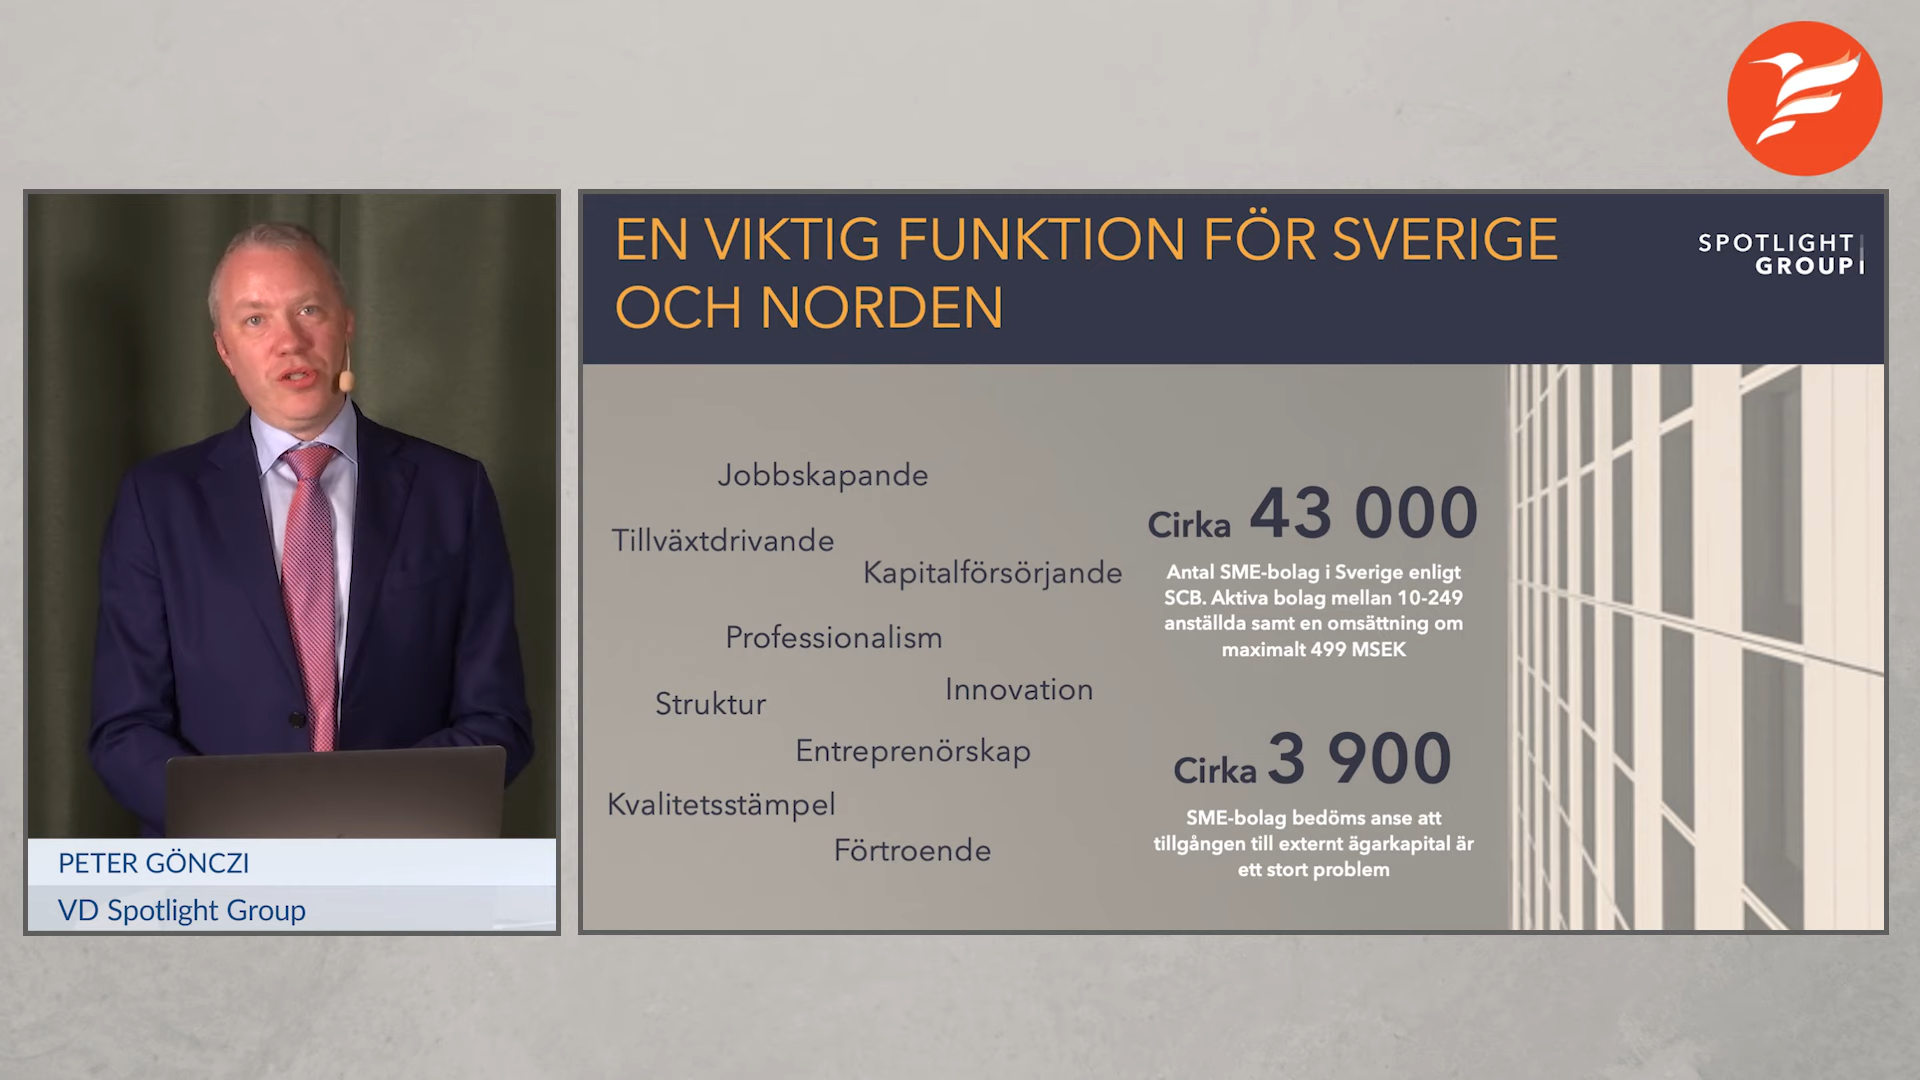 EN VIKTIG FUNKTION FÖR SVERIGE
OCH NORDEN
SPOTLIGHT
GROUP
Jobbskapande
Tillväxtdrivande
Kapitalförsörjande
Professionalism
Innovation
Struktur
Entreprenörskap
Kvalitetsstämpel
Förtroende
Cirka 43 000
Antal SME-bolag i Sverige enligt
SCB. Aktiva bolag mellan 10-249
anställda samt en omsättning om
maximalt 499 MSEK
Cirka 3 900
SME-bolag bedöms anse att
tillgången till externt ägarkapital är
ett stort problem
PETER GÖNCZI
VD Spotlight Group